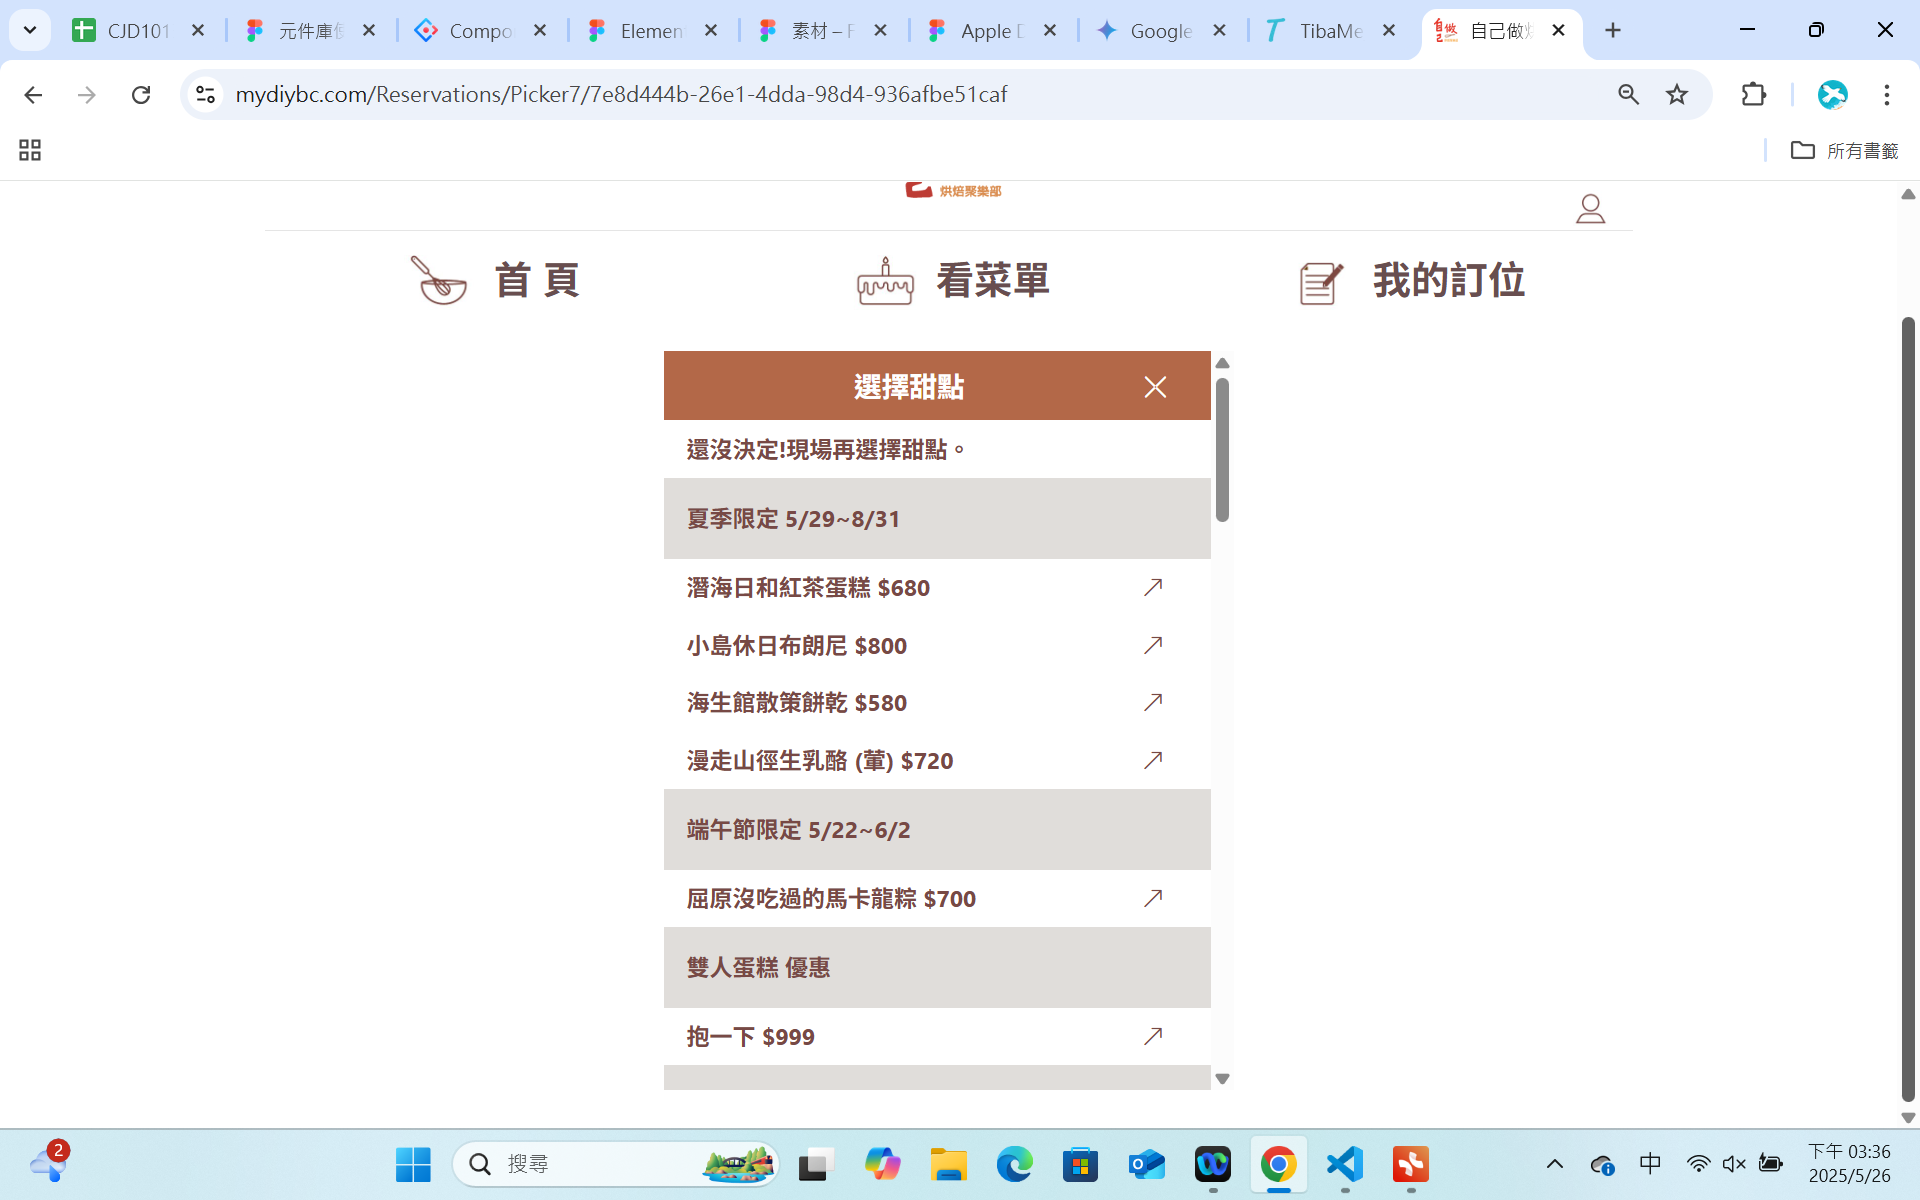 CJD101
元件庫
Compo
Elemen
素材 – F
Apple D
Google
TibaMe
自己做
mydiybc.com/Reservations/Picker7/7e8d444b-26e1-4dda-98d4-936afbe51caf
所有書籤
烘焙聚樂部
首 頁
看菜單
我的訂位
選擇甜點
還沒決定!現場再選擇甜點。
夏季限定 5/29~8/31
潛海日和紅茶蛋糕 $680
小島休日布朗尼 $800
海生館散策餅乾 $580
漫走山徑生乳酪 (葷) $720
端午節限定 5/22~6/2
屈原沒吃過的馬卡龍粽 $700
雙人蛋糕 優惠
抱一下 $999
2
搜尋
中
下午 03:36
2025/5/26